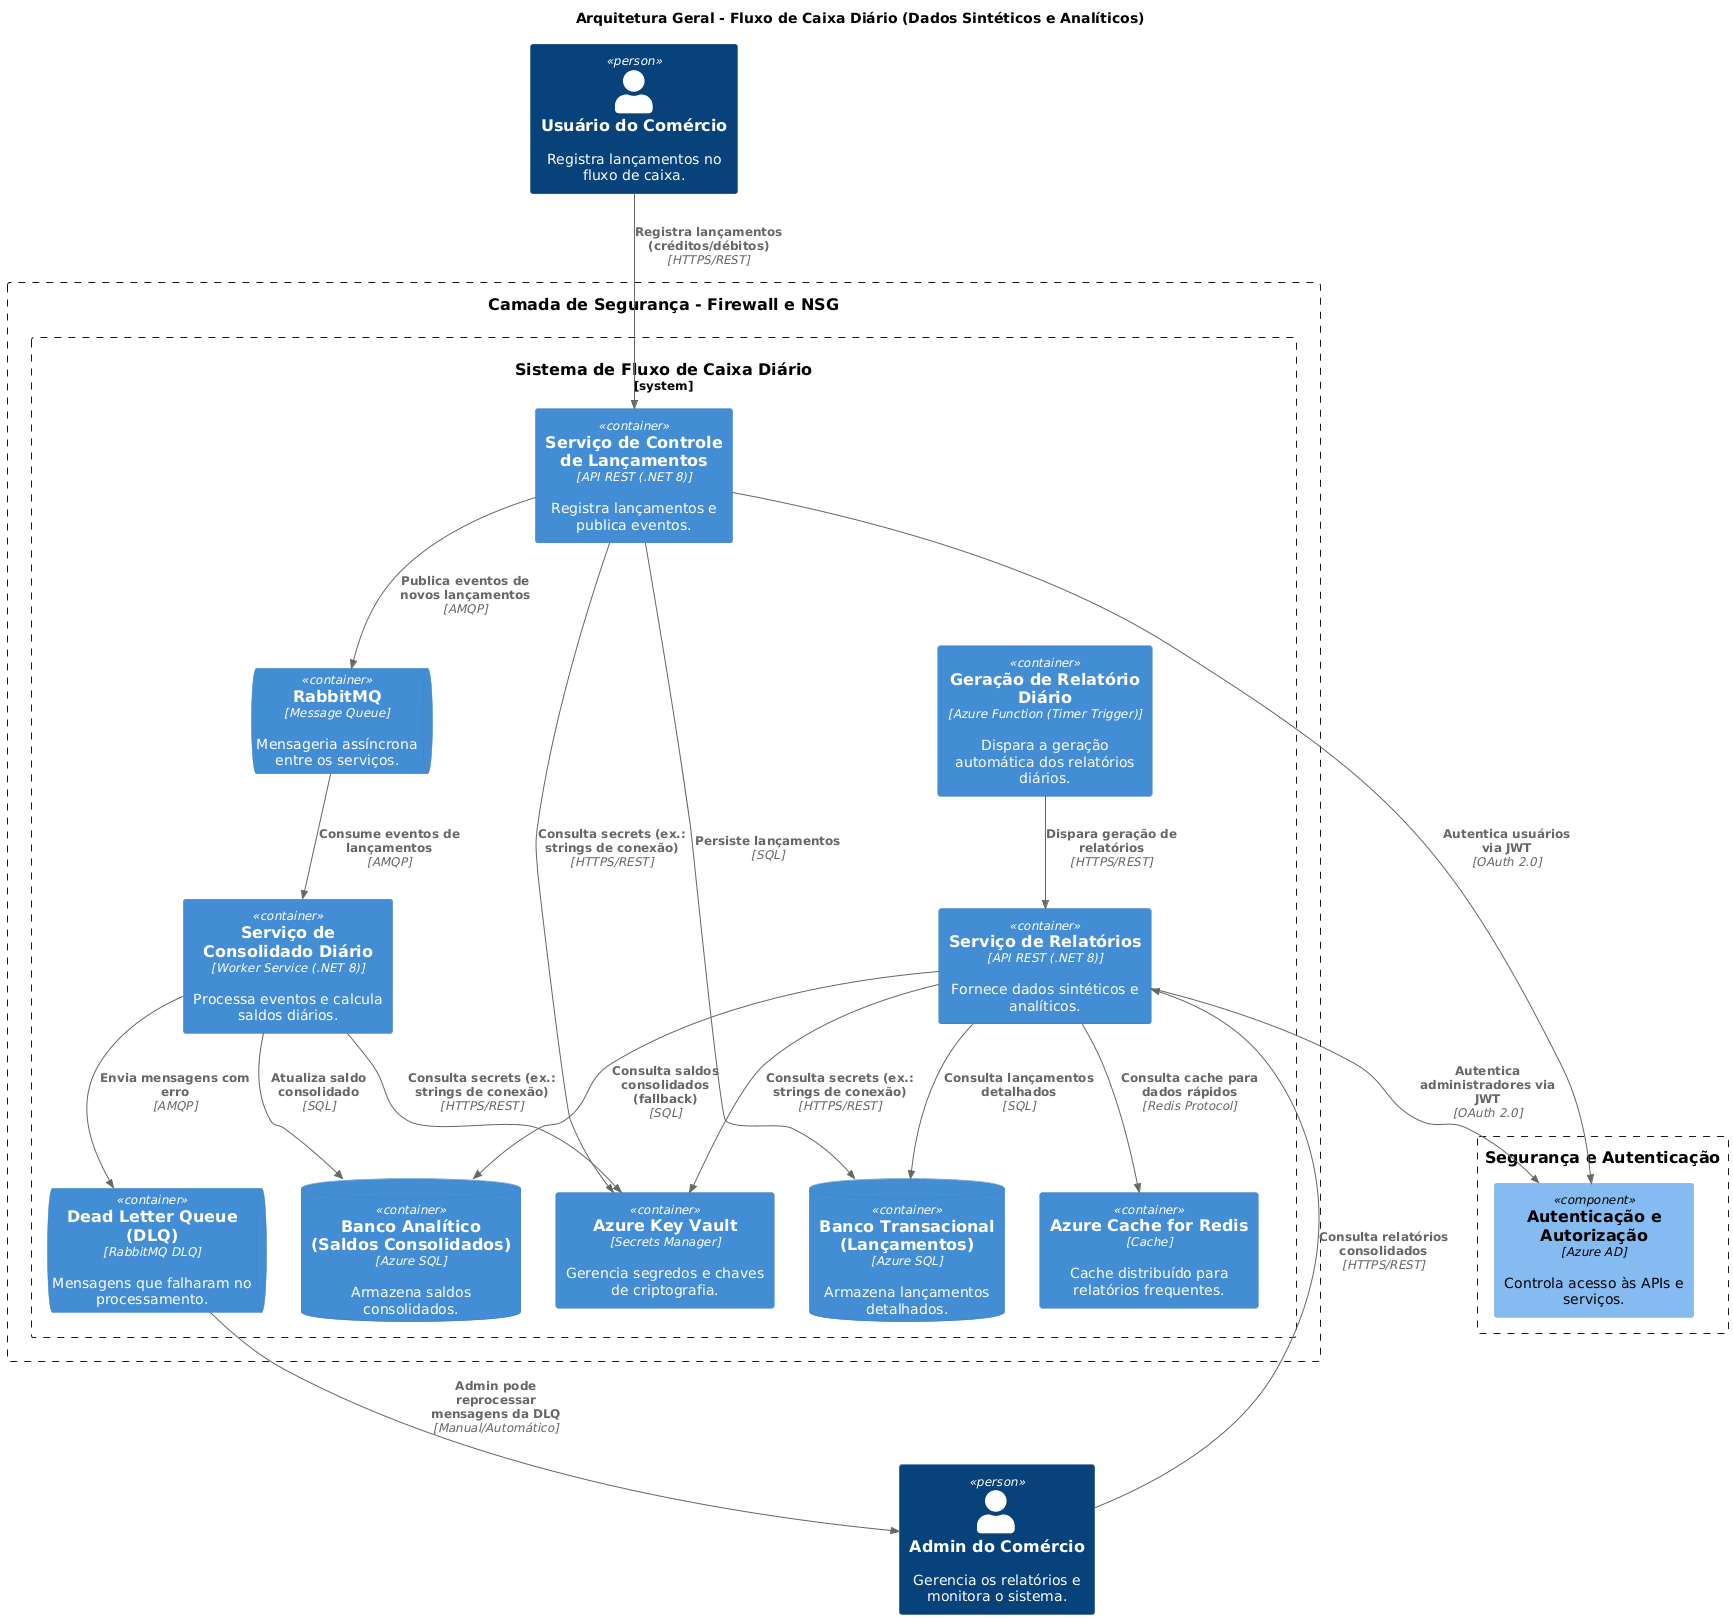 Arquitetura Geral - Fluxo de Caixa Diário (Dados Sintéticos e Analíticos)
«person»
Usuário do Comércio
Registra lançamentos no
fluxo de caixa.
Registra lançamentos
(créditos/débitos)
[HTTPS/REST]
Camada de Segurança - Firewall e NSG
Sistema de Fluxo de Caixa Diário
[system]
«container»
Serviço de Controle
de Lançamentos
[API REST (.NET 8)]
Registra lançamentos e
publica eventos.
Publica eventos de
novos lançamentos
[AMQP]
«container»
RabbitMQ
[Message Queue]
Mensageria assíncrona
entre os serviços.
«container»
Geração de Relatório
Diário
[Azure Function (Timer Trigger)]
Dispara a geração
automática dos relatórios
diários.
Consume eventos de
lançamentos
[AMQP]
Consulta secrets (ex.:
strings de conexão)
[HTTPS/REST]
Persiste lançamentos
[SQL]
Dispara geração de
relatórios
[HTTPS/REST]
Autentica usuários
via JWT
[OAuth 2.0]
«container»
Serviço de
Consolidado Diário
[Worker Service (.NET 8)]
Processa eventos e calcula
saldos diários.
«container»
Serviço de Relatórios
[API REST (.NET 8)]
Fornece dados sintéticos e
analíticos.
Envia mensagens com
erro
[AMQP]
Atualiza saldo
consolidado
[SQL]
Consulta secrets (ex.:
strings de conexão)
[HTTPS/REST]
Consulta saldos
consolidados
(fallback)
[SQL]
Consulta secrets (ex.:
strings de conexão)
[HTTPS/REST]
Consulta lançamentos
detalhados
[SQL]
Consulta cache para
dados rápidos
[Redis Protocol]
Autentica
administradores via
JWT
[OAuth 2.0]
Segurança e Autenticação
«container»
Dead Letter Queue
(DLQ)
[RabbitMQ DLQ]
Mensagens que falharam no
processamento.
«container»
Banco Analítico
(Saldos Consolidados)
[Azure SQL]
Armazena saldos
consolidados.
«container»
Azure Key Vault
[Secrets Manager]
Gerencia segredos e chaves
de criptografia.
«container»
Banco Transacional
(Lançamentos)
[Azure SQL]
Armazena lançamentos
detalhados.
«container»
Azure Cache for Redis
[Cache]
Cache distribuído para
relatórios frequentes.
Consulta relatórios
consolidados
[HTTPS/REST]
«component»
Autenticação e
Autorização
[Azure AD]
Controla acesso às APIs e
serviços.
Admin pode
reprocessar
mensagens da DLQ
[Manual/Automático]
«person»
Admin do Comércio
Gerencia os relatórios e
monitora o sistema.